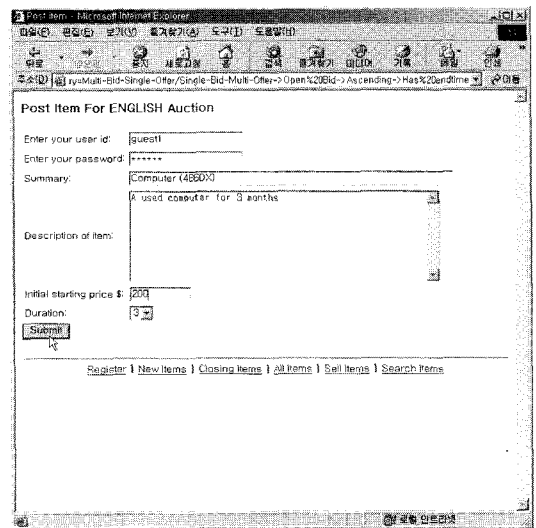 Post Item - Microsoft Internet Explorer
파일(F) 편집(E) 보기(V) 즐겨찾기(A) 도구(T) 도움말(H)
뒤로 중지 새로고침 홈 검색 즐겨찾기 미디어 기록 메일 인쇄
주소(D) ry=Multi-Bid-Single-Offer/Single-Bid-Multi-Offer->Open%20Bid->Ascending->Has%20endtime 이동
Post Item For ENGLISH Auction
Enter your user id: guest1
Enter your password: ******
Summary: Computer (486DX)
A used computer for 3 months
Description of item:
Initial starting price $: 200
Duration: 3
Submit
Register | New Items | Closing Items | All Items | Sell Items | Search Items
로컬 인트라넷